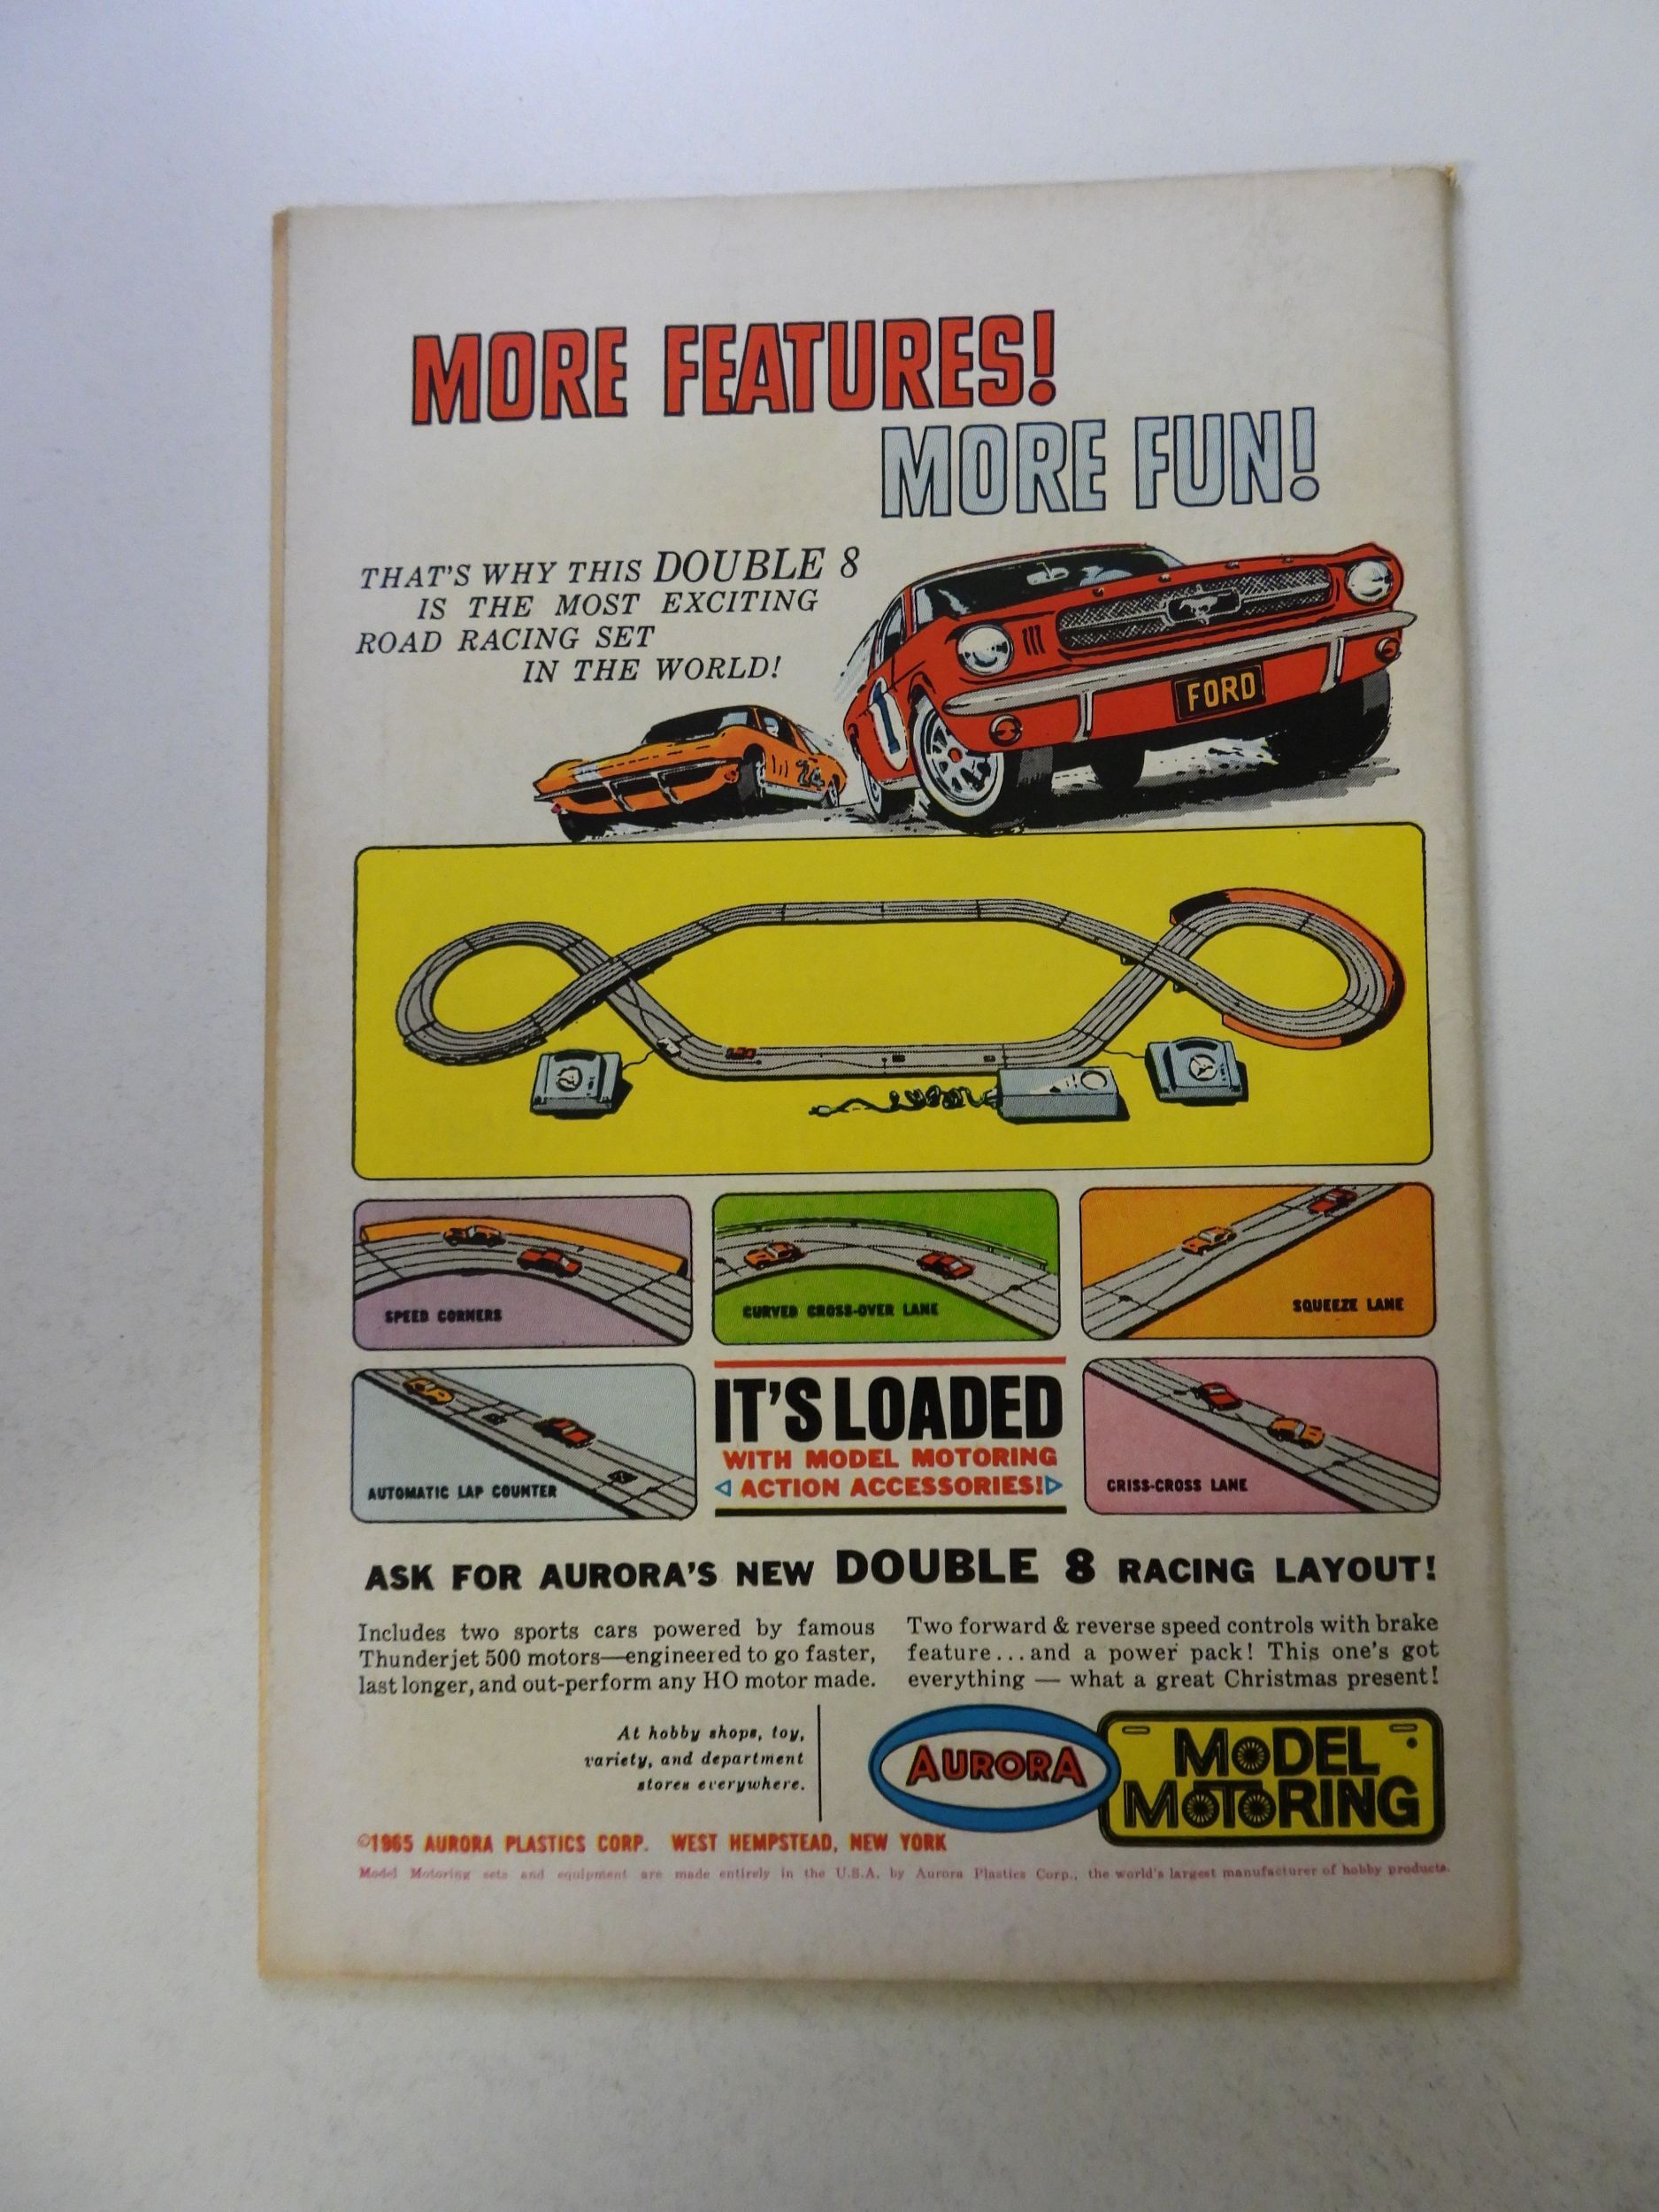 MORE FEATURES!
MORE FUN!
THAT'S WHY THIS DOUBLE 8
IS THE MOST EXCITING
ROAD RACING SET
IN THE WORLD!
1
24
FORD
SPEED CORNERS
CURVED CROSS-OVER LANE
SQUEEZE LANE
AUTOMATIC LAP COUNTER
IT'S LOADED
WITH MODEL MOTORING
ACTION ACCESSORIES!
CRISS-CROSS LANE
ASK FOR AURORA'S NEW DOUBLE 8 RACING LAYOUT!
Includes two sports cars powered by famous
Thunderjet 500 motors—engineered to go faster,
last longer, and out-perform any HO motor made.
Two forward & reverse speed controls with brake
feature...and a power pack! This one's got
everything — what a great Christmas present!
At hobby shops, toy,
variety, and department
stores everywhere.
AURORA
MODEL
MOTORING
©1965 AURORA PLASTICS CORP. WEST HEMPSTEAD, NEW YORK
Model Motoring sets and equipment are made entirely in the U.S.A. by Aurora Plastics Corp., the world's largest manufacturer of hobby products.